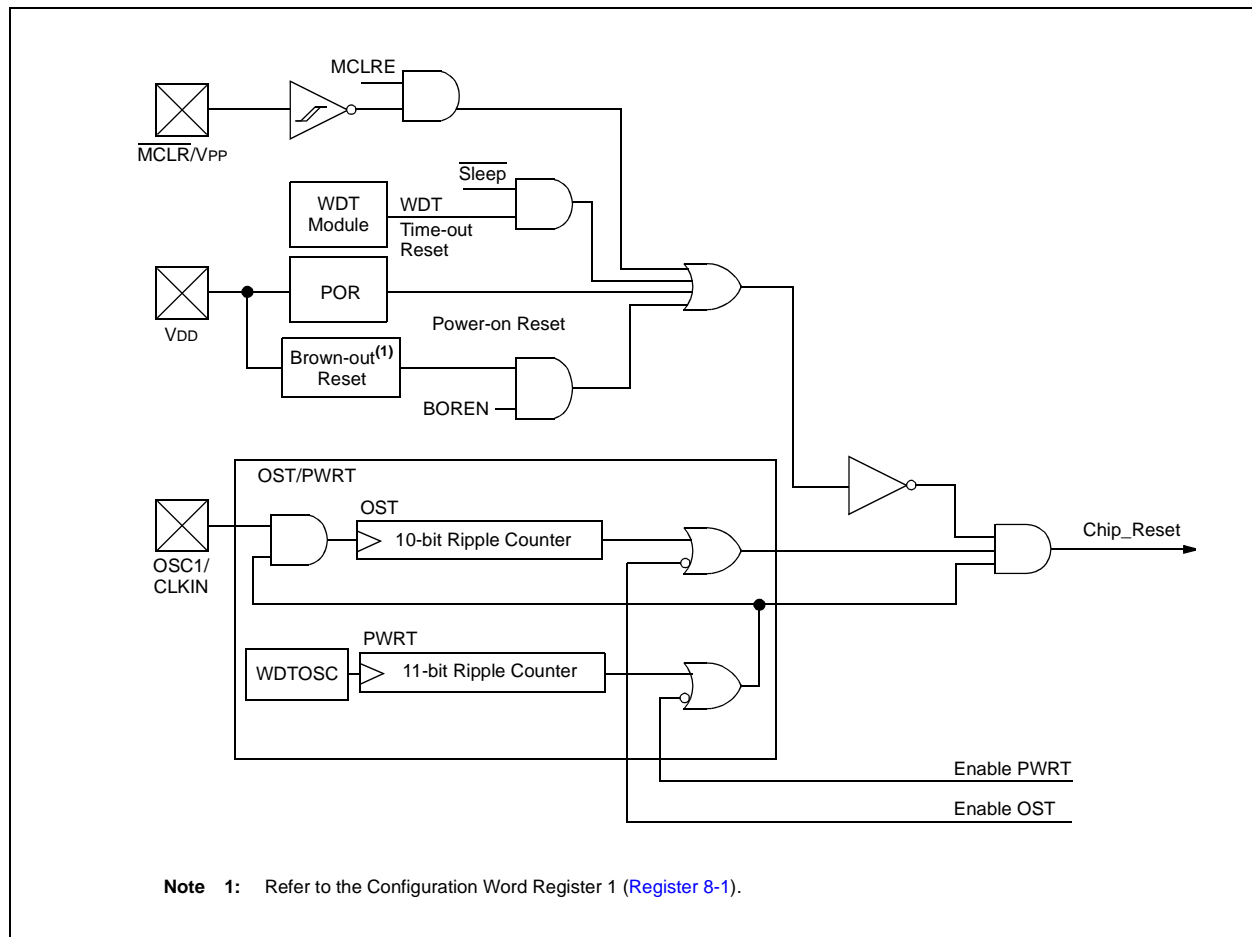 MCLRE
MCLR/VPP
Sleep
WDT
Module
WDT
Time-out
Reset
POR
VDD
Power-on Reset
Brown-out(1)
Reset
BOREN
OST/PWRT
OST
10-bit Ripple Counter
Chip_Reset
OSC1/
CLKIN
PWRT
WDTOSC
11-bit Ripple Counter
Enable PWRT
Enable OST
Note 1: Refer to the Configuration Word Register 1 (Register 8-1).